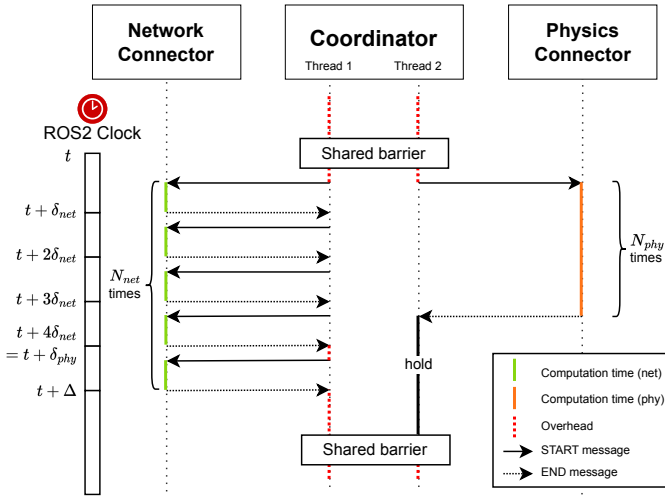 Network
Connector
Coordinator
Thread 1
Thread 2
Physics
Connector
ROS2 Clock
Shared barrier
t
t + δ_net
t + 2δ_net
t + 3δ_net
t + 4δ_net
= t + δ_phy
t + Δ
N_net
times
N_phy
times
hold
Shared barrier
Computation time (net)
Computation time (phy)
Overhead
START message
END message